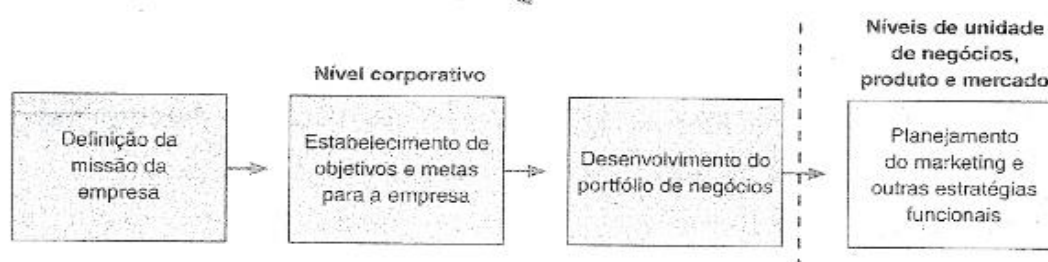 Níveis de unidade
de negócios,
produto e mercado
Nível corporativo
Definição da
missão da
empresa
Estabelecimento de
objetivos e metas
para a empresa
Desenvolvimento do
portfólio de negócios
Planejamento
do marketing e
outras estratégias
funcionais